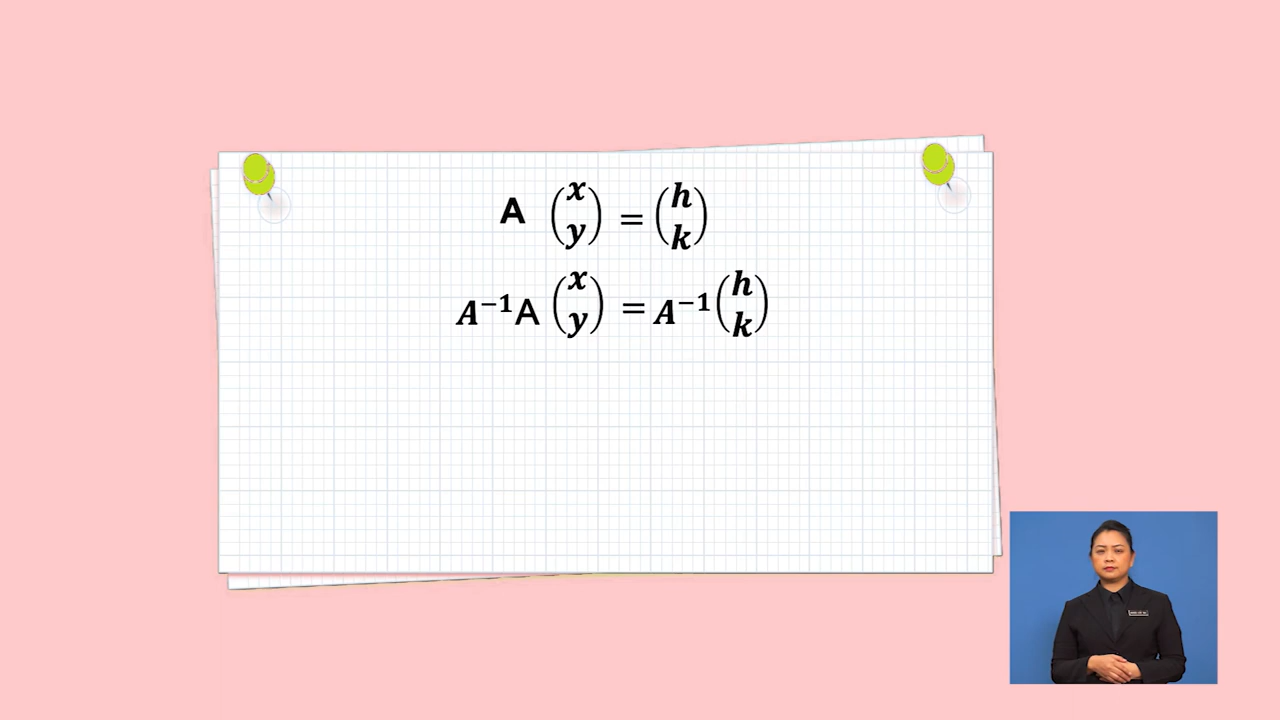 A (x y) = (h k)
A⁻¹A (x y) = A⁻¹(h k)